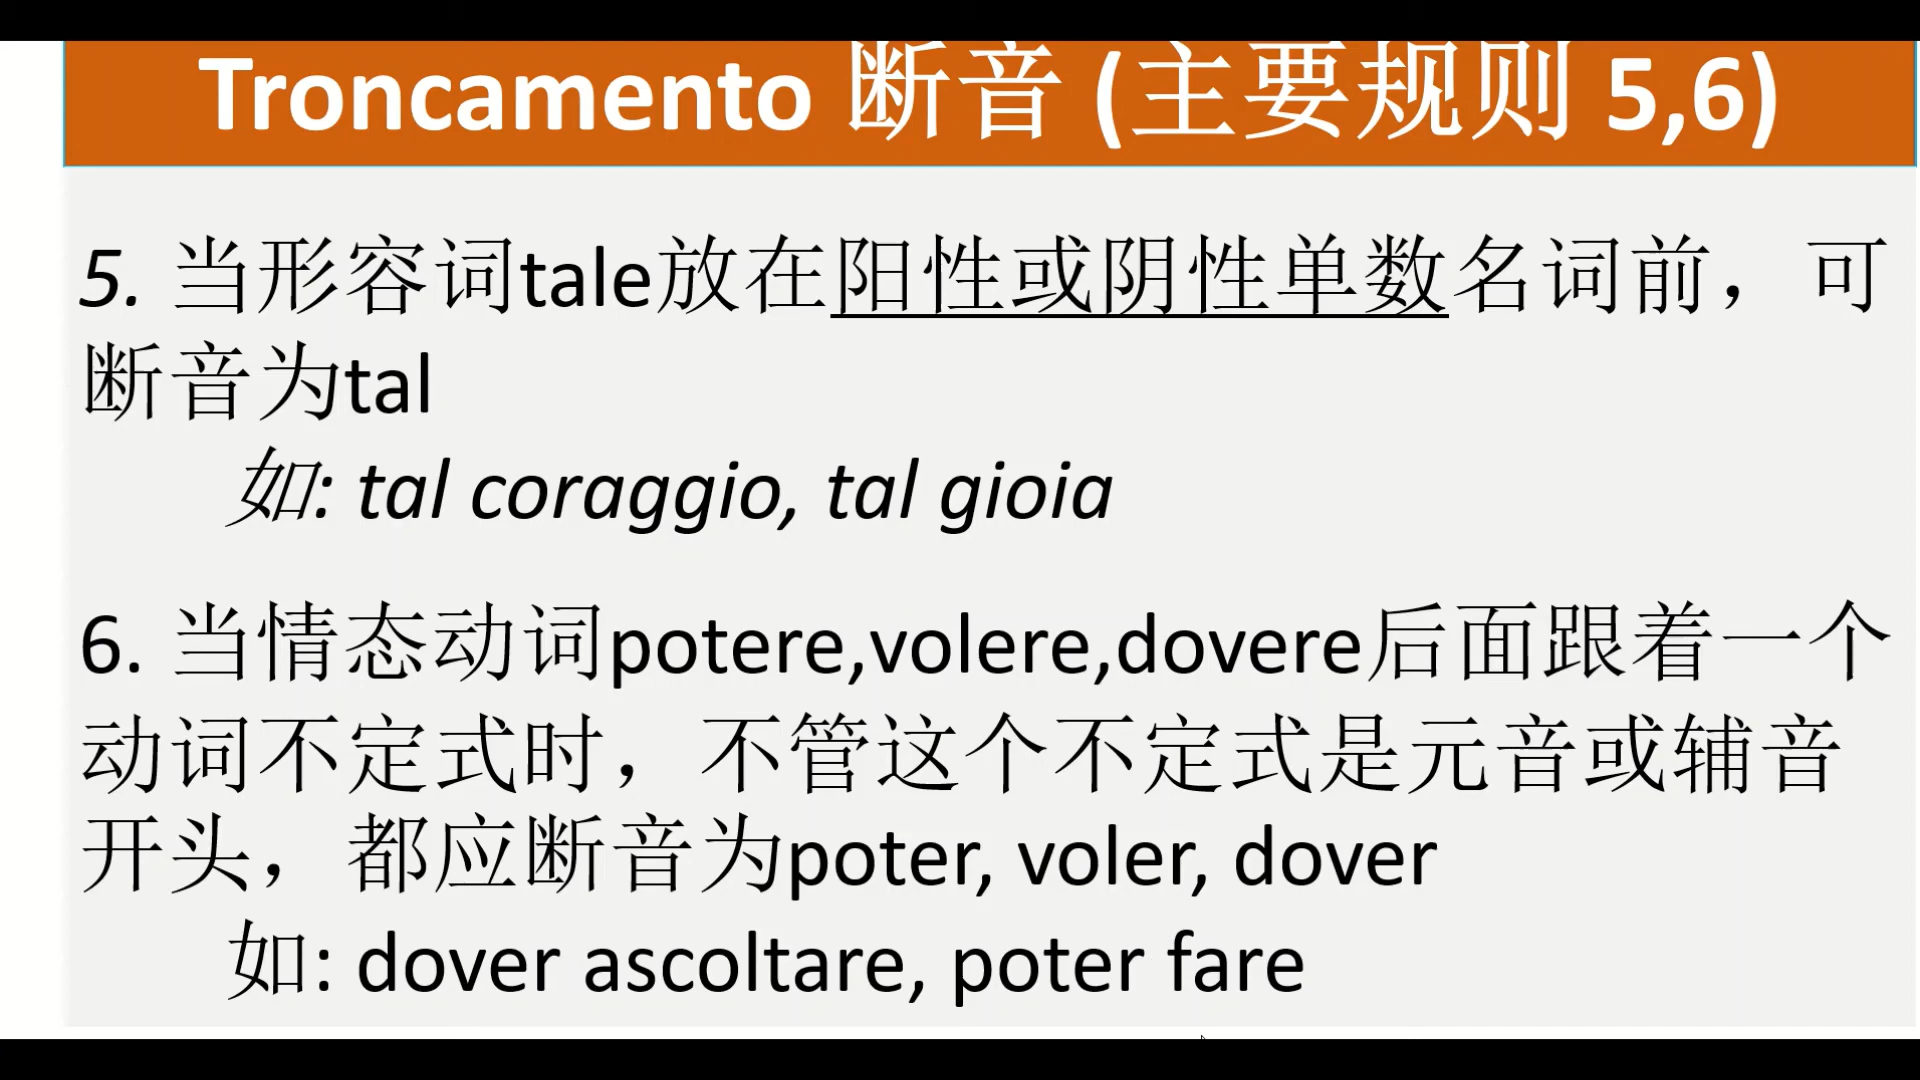 Troncamento 断音 (主要规则 5,6)
5. 当形容词tale放在阳性或阴性单数名词前，可
断音为tal
如: tal coraggio, tal gioia
6. 当情态动词potere,volere,dovere后面跟着一个
动词不定式时，不管这个不定式是元音或辅音
开头，都应断音为poter, voler, dover
如: dover ascoltare, poter fare